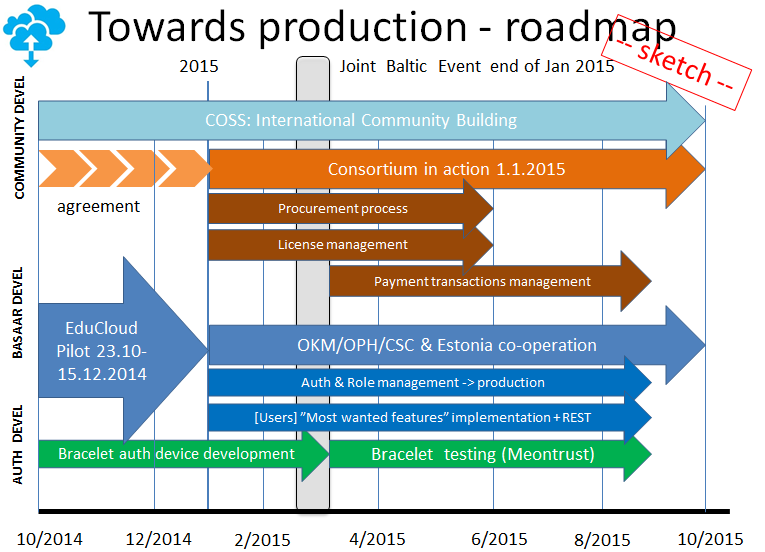 Towards production - roadmap
-- sketch --
2015
Joint Baltic Event end of Jan 2015
COMMUNITY DEVEL
COSS: International Community Building
Consortium in action 1.1.2015
agreement
Procurement process
License management
Payment transactions management
BASAAR DEVEL
EduCloud
Pilot 23.10-
15.12.2014
OKM/OPH/CSC & Estonia co-operation
Auth & Role management -> production
[Users] ”Most wanted features” implementation + REST
AUTH DEVEL
Bracelet auth device development
Bracelet testing (Meontrust)
10/2014
12/2014
2/2015
4/2015
6/2015
8/2015
10/2015